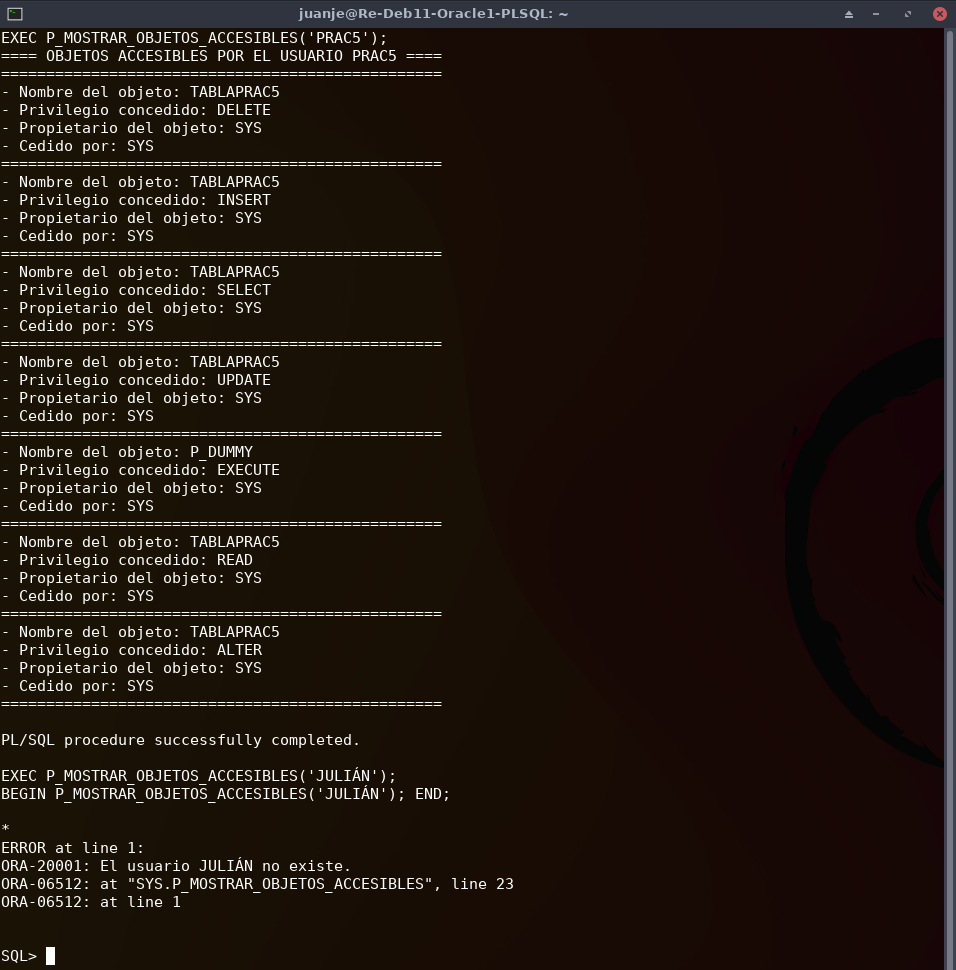 juanje@Re-Deb11-Oracle1-PLSQL: ~
EXEC P_MOSTRAR_OBJETOS_ACCESIBLES('PRAC5');
==== OBJETOS ACCESIBLES POR EL USUARIO PRAC5 ====
=================================================
- Nombre del objeto: TABLAPRAC5
- Privilegio concedido: DELETE
- Propietario del objeto: SYS
- Cedido por: SYS
=================================================
- Nombre del objeto: TABLAPRAC5
- Privilegio concedido: INSERT
- Propietario del objeto: SYS
- Cedido por: SYS
=================================================
- Nombre del objeto: TABLAPRAC5
- Privilegio concedido: SELECT
- Propietario del objeto: SYS
- Cedido por: SYS
=================================================
- Nombre del objeto: TABLAPRAC5
- Privilegio concedido: UPDATE
- Propietario del objeto: SYS
- Cedido por: SYS
=================================================
- Nombre del objeto: P_DUMMY
- Privilegio concedido: EXECUTE
- Propietario del objeto: SYS
- Cedido por: SYS
=================================================
- Nombre del objeto: TABLAPRAC5
- Privilegio concedido: READ
- Propietario del objeto: SYS
- Cedido por: SYS
=================================================
- Nombre del objeto: TABLAPRAC5
- Privilegio concedido: ALTER
- Propietario del objeto: SYS
- Cedido por: SYS
=================================================
PL/SQL procedure successfully completed.
EXEC P_MOSTRAR_OBJETOS_ACCESIBLES('JULIÁN');
BEGIN P_MOSTRAR_OBJETOS_ACCESIBLES('JULIÁN'); END;
*
ERROR at line 1:
ORA-20001: El usuario JULIÁN no existe.
ORA-06512: at "SYS.P_MOSTRAR_OBJETOS_ACCESIBLES", line 23
ORA-06512: at line 1
SQL>